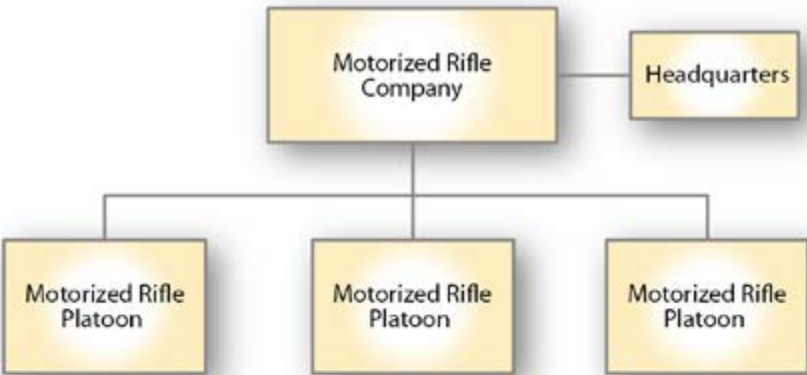 Motorized Rifle
Company
Headquarters
Motorized Rifle
Platoon
Motorized Rifle
Platoon
Motorized Rifle
Platoon